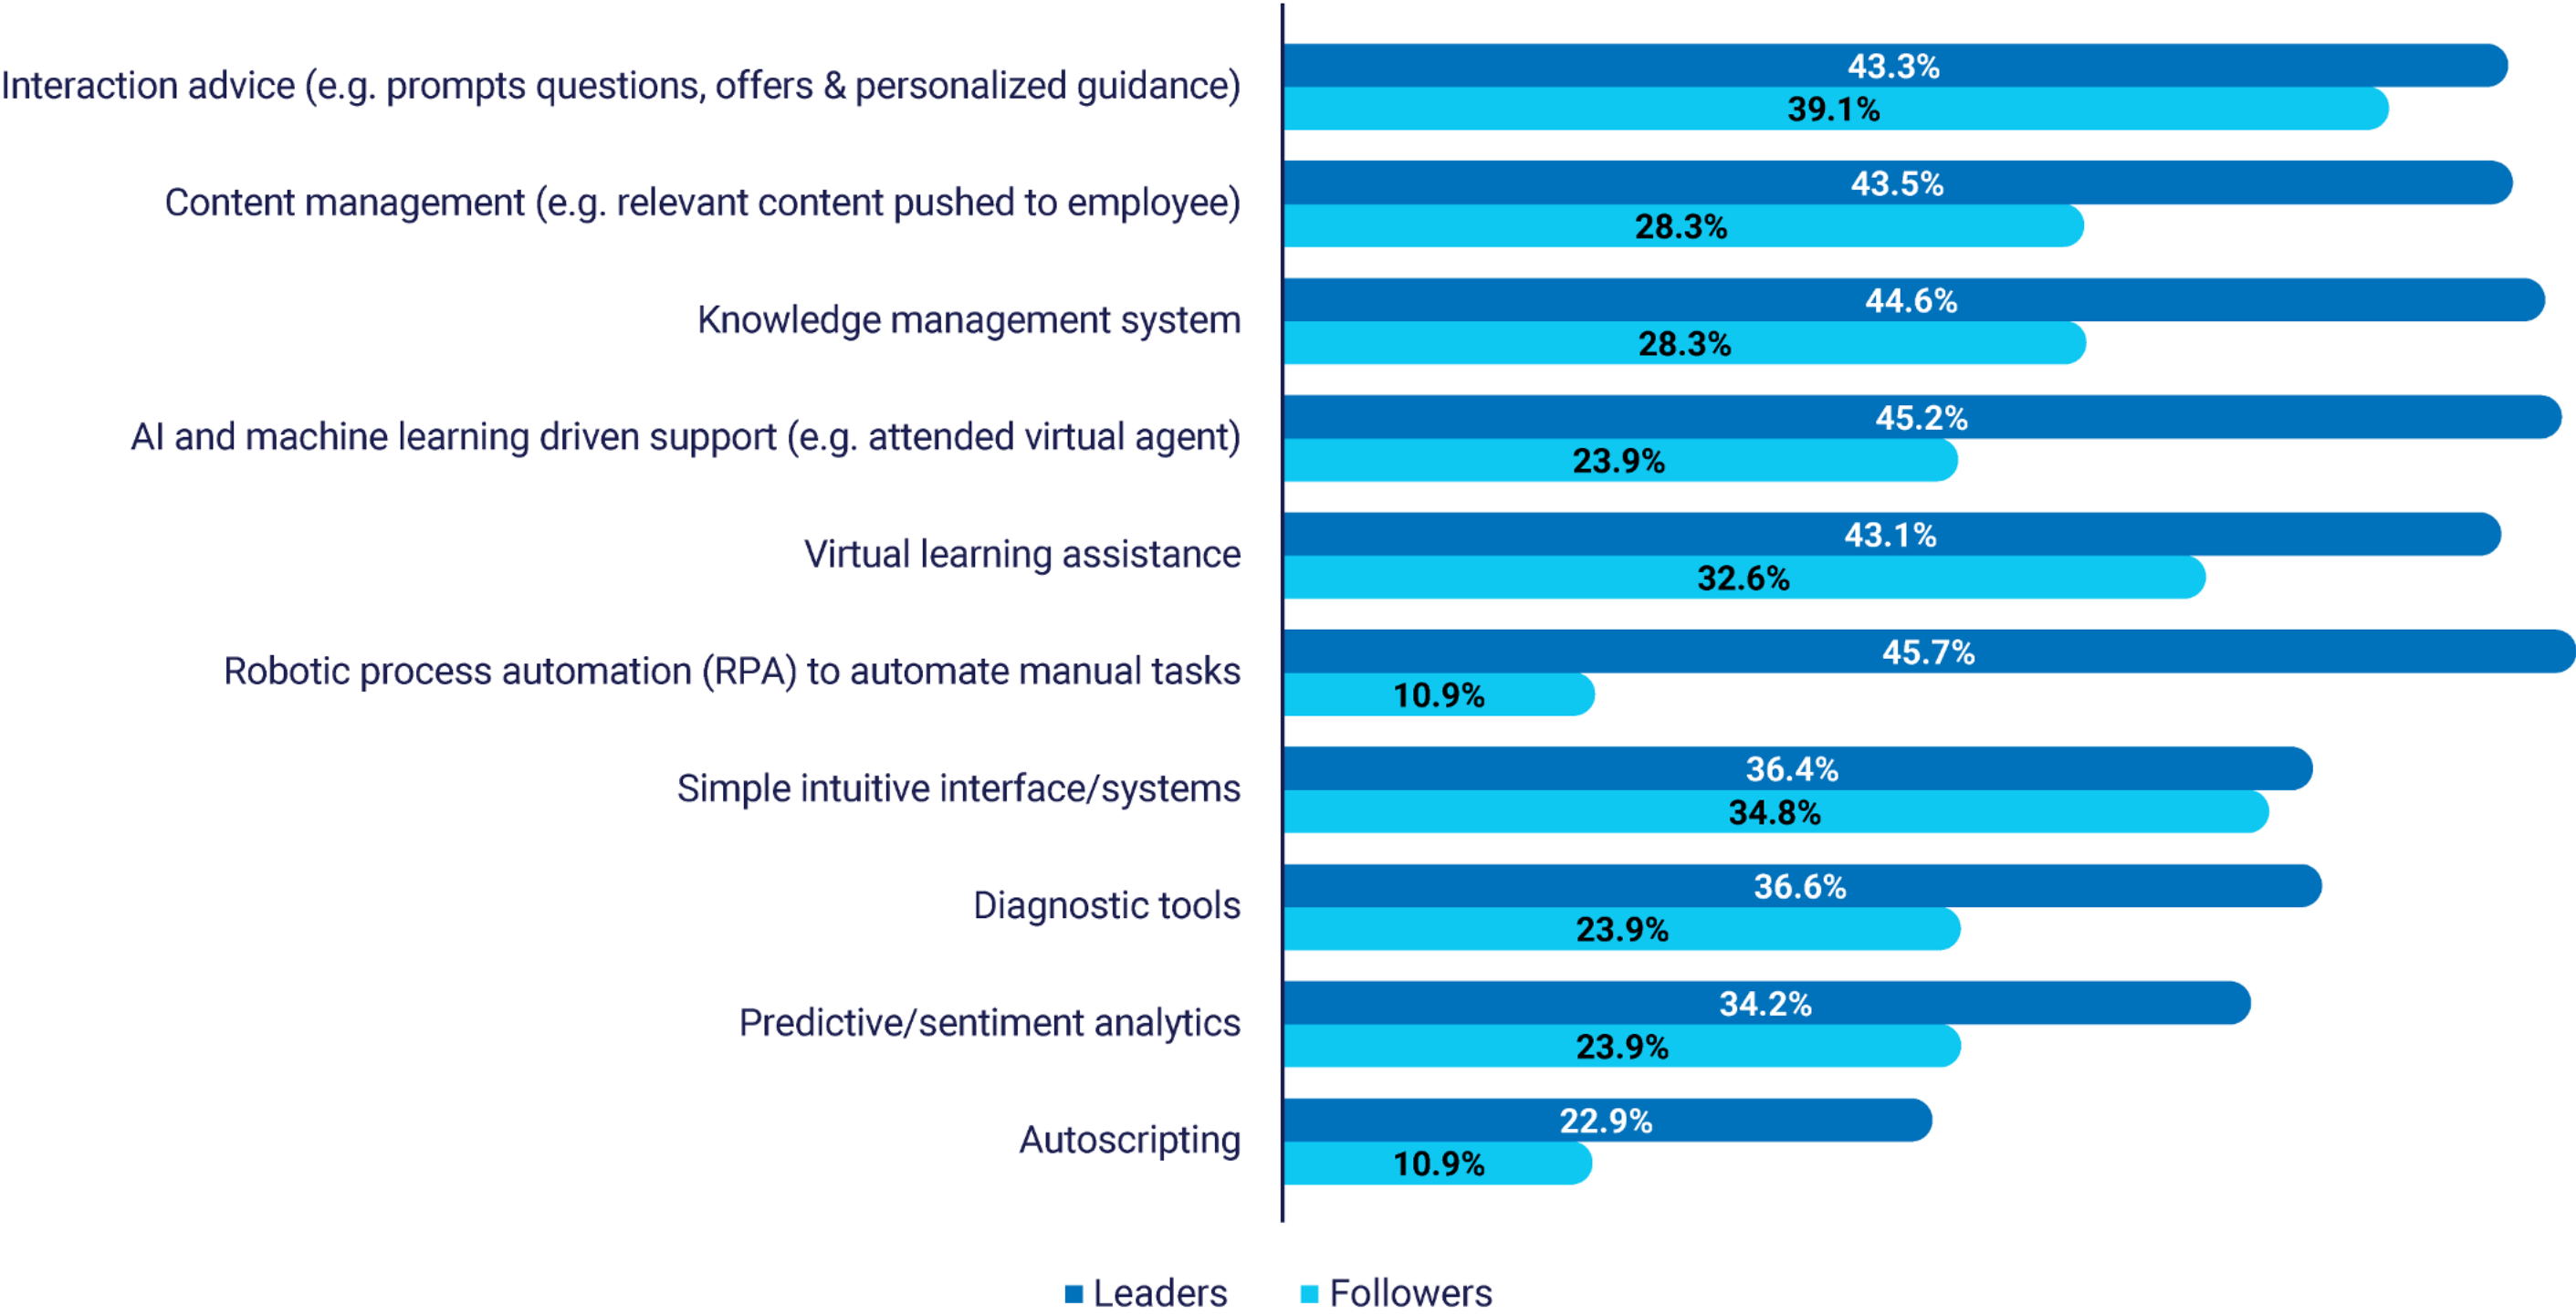 Interaction advice (e.g. prompts questions, offers & personalized guidance)
43.3%
39.1%
Content management (e.g. relevant content pushed to employee)
43.5%
28.3%
Knowledge management system
44.6%
28.3%
AI and machine learning driven support (e.g. attended virtual agent)
45.2%
23.9%
Virtual learning assistance
43.1%
32.6%
Robotic process automation (RPA) to automate manual tasks
45.7%
10.9%
Simple intuitive interface/systems
36.4%
34.8%
Diagnostic tools
36.6%
23.9%
Predictive/sentiment analytics
34.2%
23.9%
Autoscripting
22.9%
10.9%
Leaders Followers